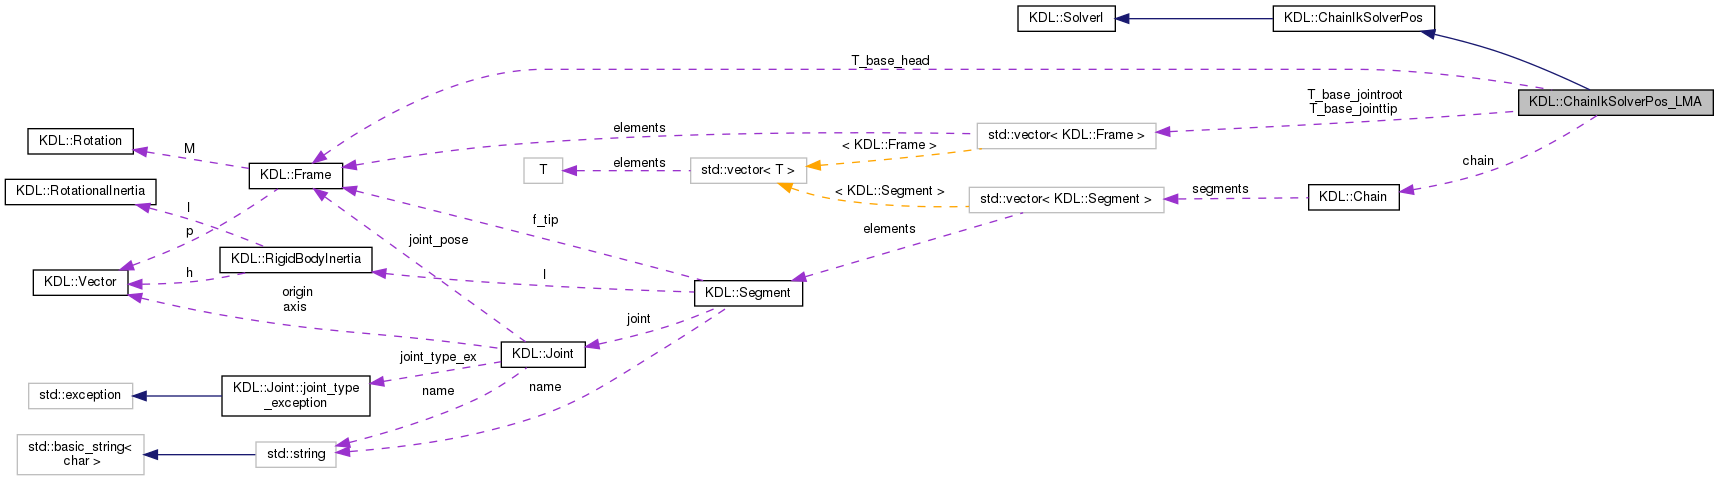 KDL::SolverI
KDL::ChainIkSolverPos
T_base_head
T_base_jointroot
T_base_jointtip
KDL::ChainIkSolverPos_LMA
KDL::Rotation
M
elements
std::vector< KDL::Frame >
< KDL::Frame >
KDL::Frame
T
elements
std::vector< T >
chain
KDL::RotationalInertia
< KDL::Segment >
std::vector< KDL::Segment >
segments
KDL::Chain
I
p
f_tip
elements
joint_pose
KDL::RigidBodyInertia
h
I
KDL::Vector
origin
axis
KDL::Segment
joint
KDL::Joint
joint_type_ex
std::exception
KDL::Joint::joint_type
_exception
name
name
std::basic_string<
char >
std::string